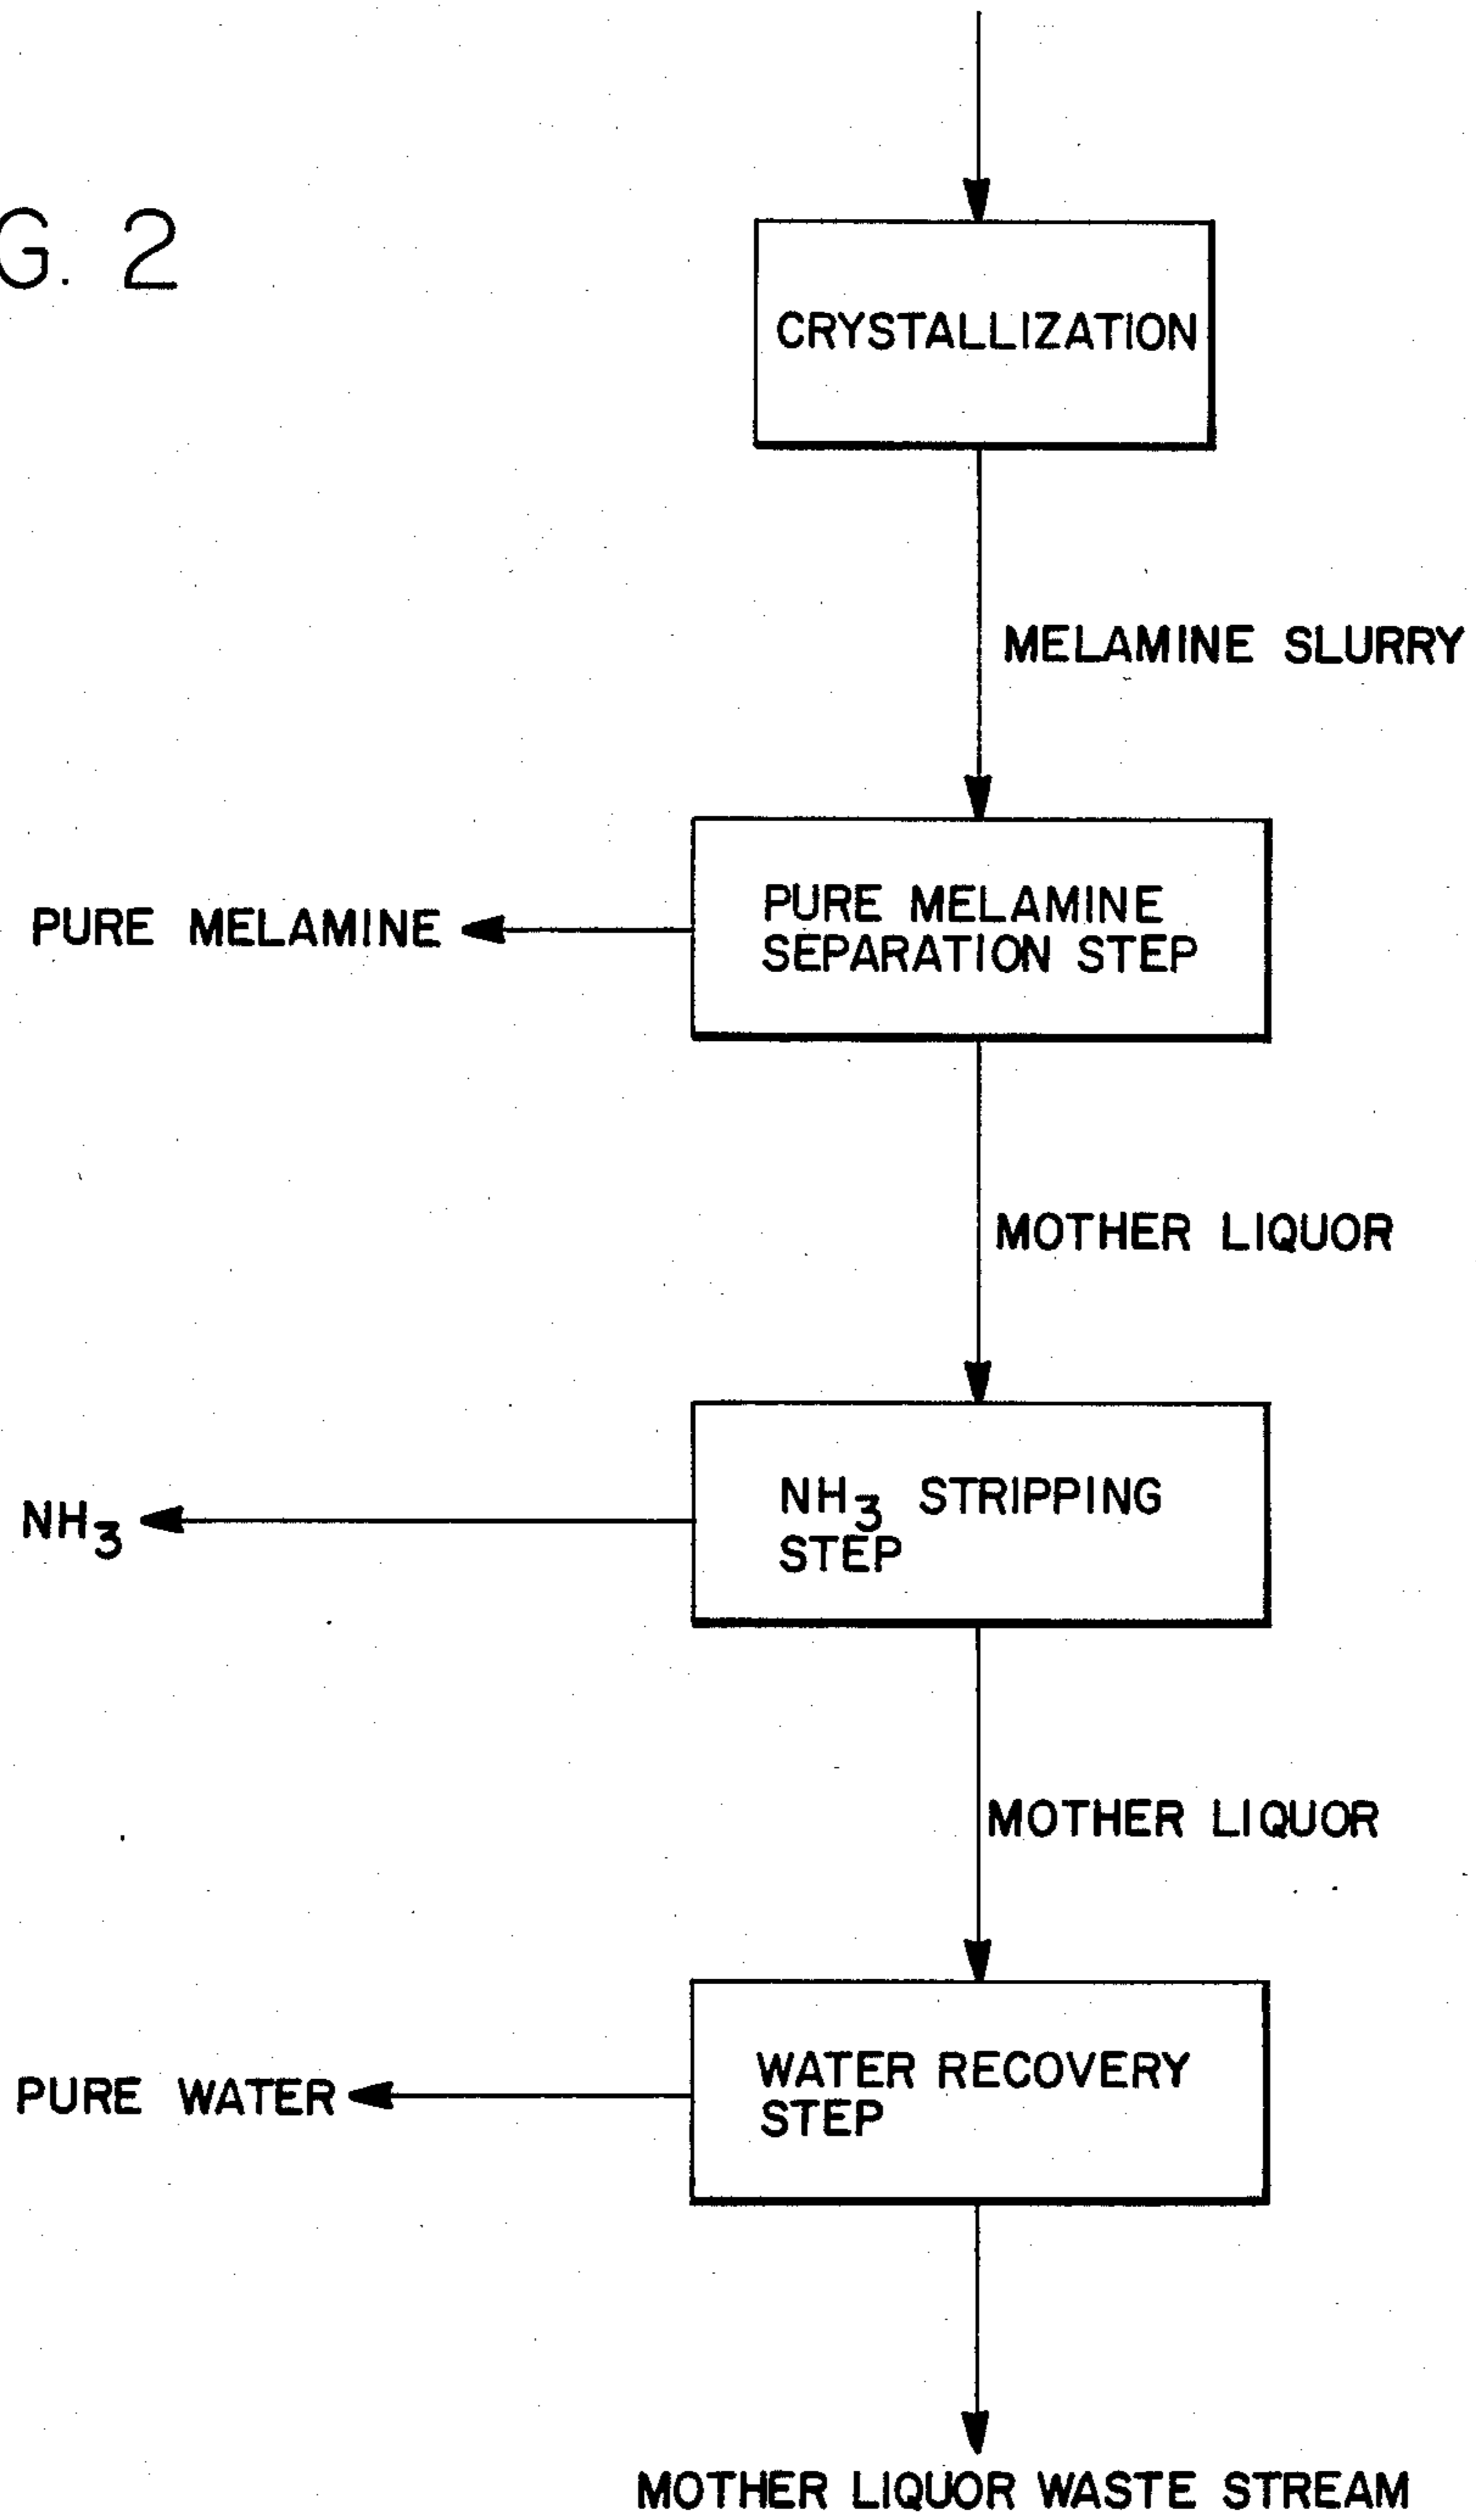 G. 2
CRYSTALLIZATION
MELAMINE SLURRY
PURE MELAMINE
PURE MELAMINE
SEPARATION STEP
MOTHER LIQUOR
NH₃
NH₃ STRIPPING
STEP
MOTHER LIQUOR
PURE WATER
WATER RECOVERY
STEP
MOTHER LIQUOR WASTE STREAM